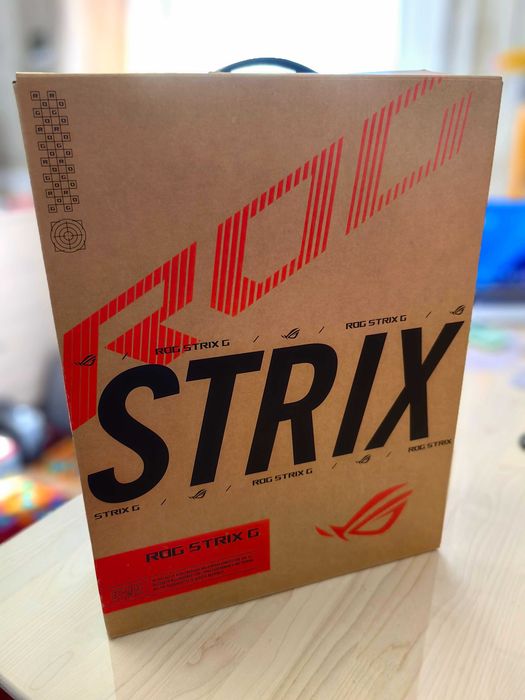 ROG
ROG STRIX G / / ROG STRIX G /
STRIX
STRIX G / / ROG STRIX G / / ROG STRIX
ROG STRIX G